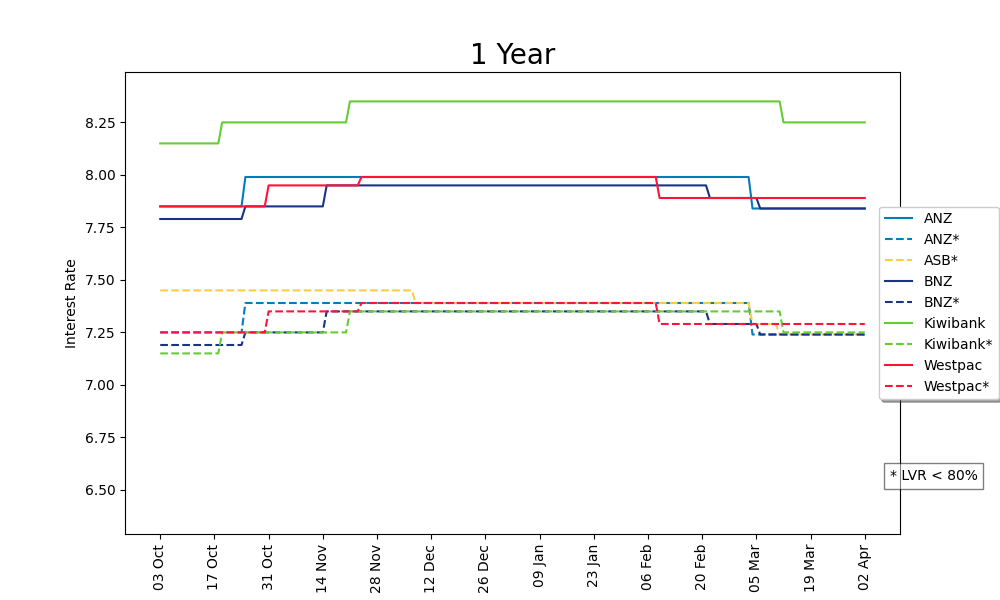 1 Year
Interest Rate
8.25
8.00
7.75
7.50
7.25
7.00
6.75
6.50
03 Oct
17 Oct
31 Oct
14 Nov
28 Nov
12 Dec
26 Dec
09 Jan
23 Jan
06 Feb
20 Feb
05 Mar
19 Mar
02 Apr
ANZ
ANZ*
ASB*
BNZ
BNZ*
Kiwibank
Kiwibank*
Westpac
Westpac*
* LVR < 80%